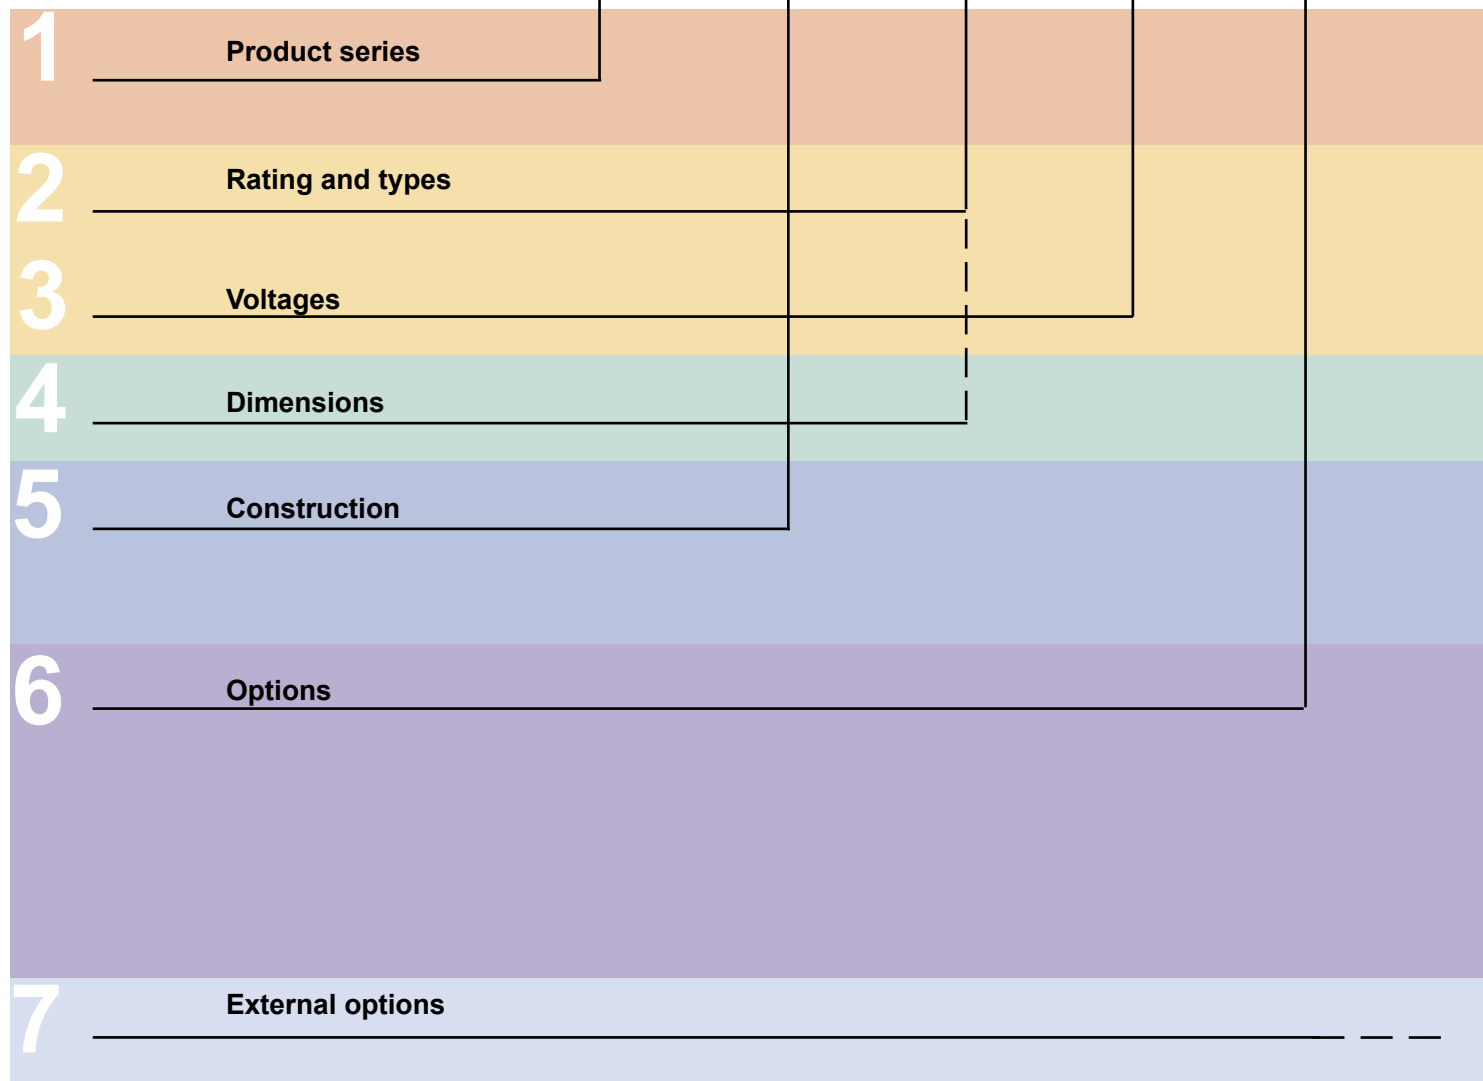 1 Product series
2 Rating and types
3 Voltages
4 Dimensions
5 Construction
6 Options
7 External options